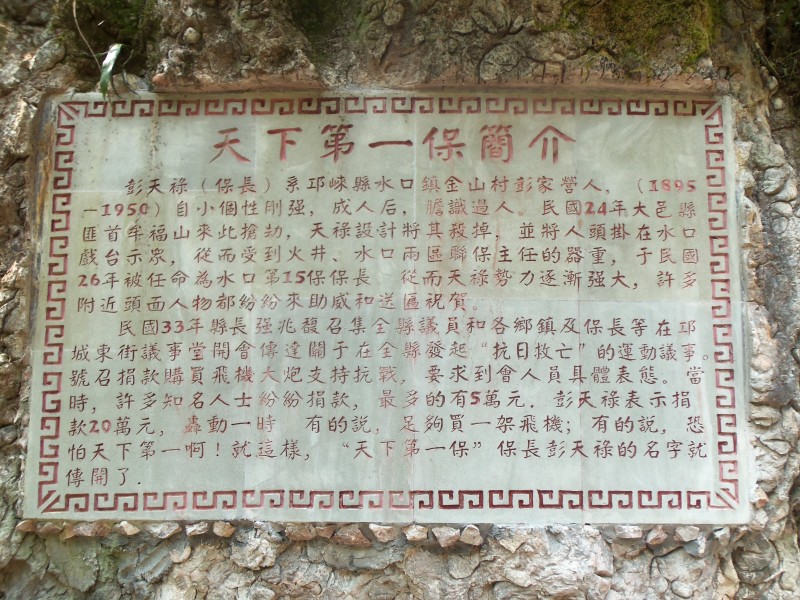 天下第一保簡介
彭天祿（保長）系邛崍縣水口鎮金山村彭家營人，（1895
－1950）自小個性剛强，成人后，膽識過人。民國24年大邑縣
匪首牟福山來此搶劫，天祿設計將其殺掉，並將人頭掛在水口
戲台示眾，從而受到火井、水口兩區聯保主任的器重，于民國
26年被任命為水口第15保保長，從而天祿勢力逐漸强大，許多
附近頭面人物都紛紛來助威和送區祝賀。
民國33年縣長張兆馥召集全縣議員和各鄉鎮及保長等在邛
城東街議事堂開會傳達關于在全縣發起“抗日救亡”的運動議事。
號召捐款購買飛機大炮支持抗戰，要求到會人員具體表態。當
時，許多知名人士紛紛捐款，最多的有5萬元，彭天祿表示捐
款20萬元，轟動一時 有的說，足夠買一架飛機；有的說，恐
怕天下第一啊！就這樣，“天下第一保”保長彭天祿的名字就
傳開了.